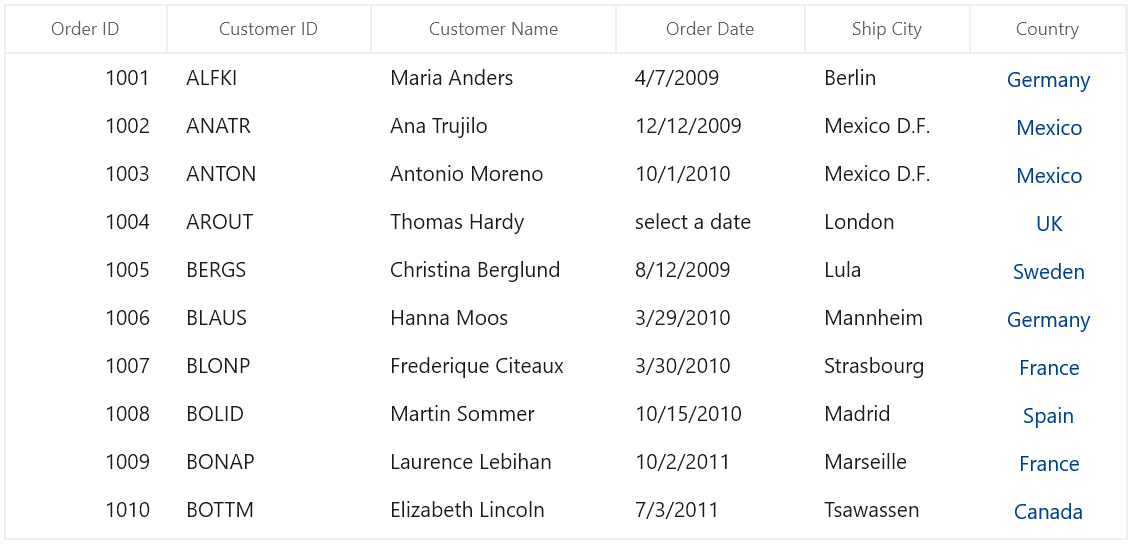 Order ID Customer ID Customer Name Order Date Ship City Country
1001 ALFKI Maria Anders 4/7/2009 Berlin Germany
1002 ANATR Ana Trujilo 12/12/2009 Mexico D.F. Mexico
1003 ANTON Antonio Moreno 10/1/2010 Mexico D.F. Mexico
1004 AROUT Thomas Hardy select a date London UK
1005 BERGS Christina Berglund 8/12/2009 Lula Sweden
1006 BLAUS Hanna Moos 3/29/2010 Mannheim Germany
1007 BLONP Frederique Citeaux 3/30/2010 Strasbourg France
1008 BOLID Martin Sommer 10/15/2010 Madrid Spain
1009 BONAP Laurence Lebihan 10/2/2011 Marseille France
1010 BOTTM Elizabeth Lincoln 7/3/2011 Tsawassen Canada